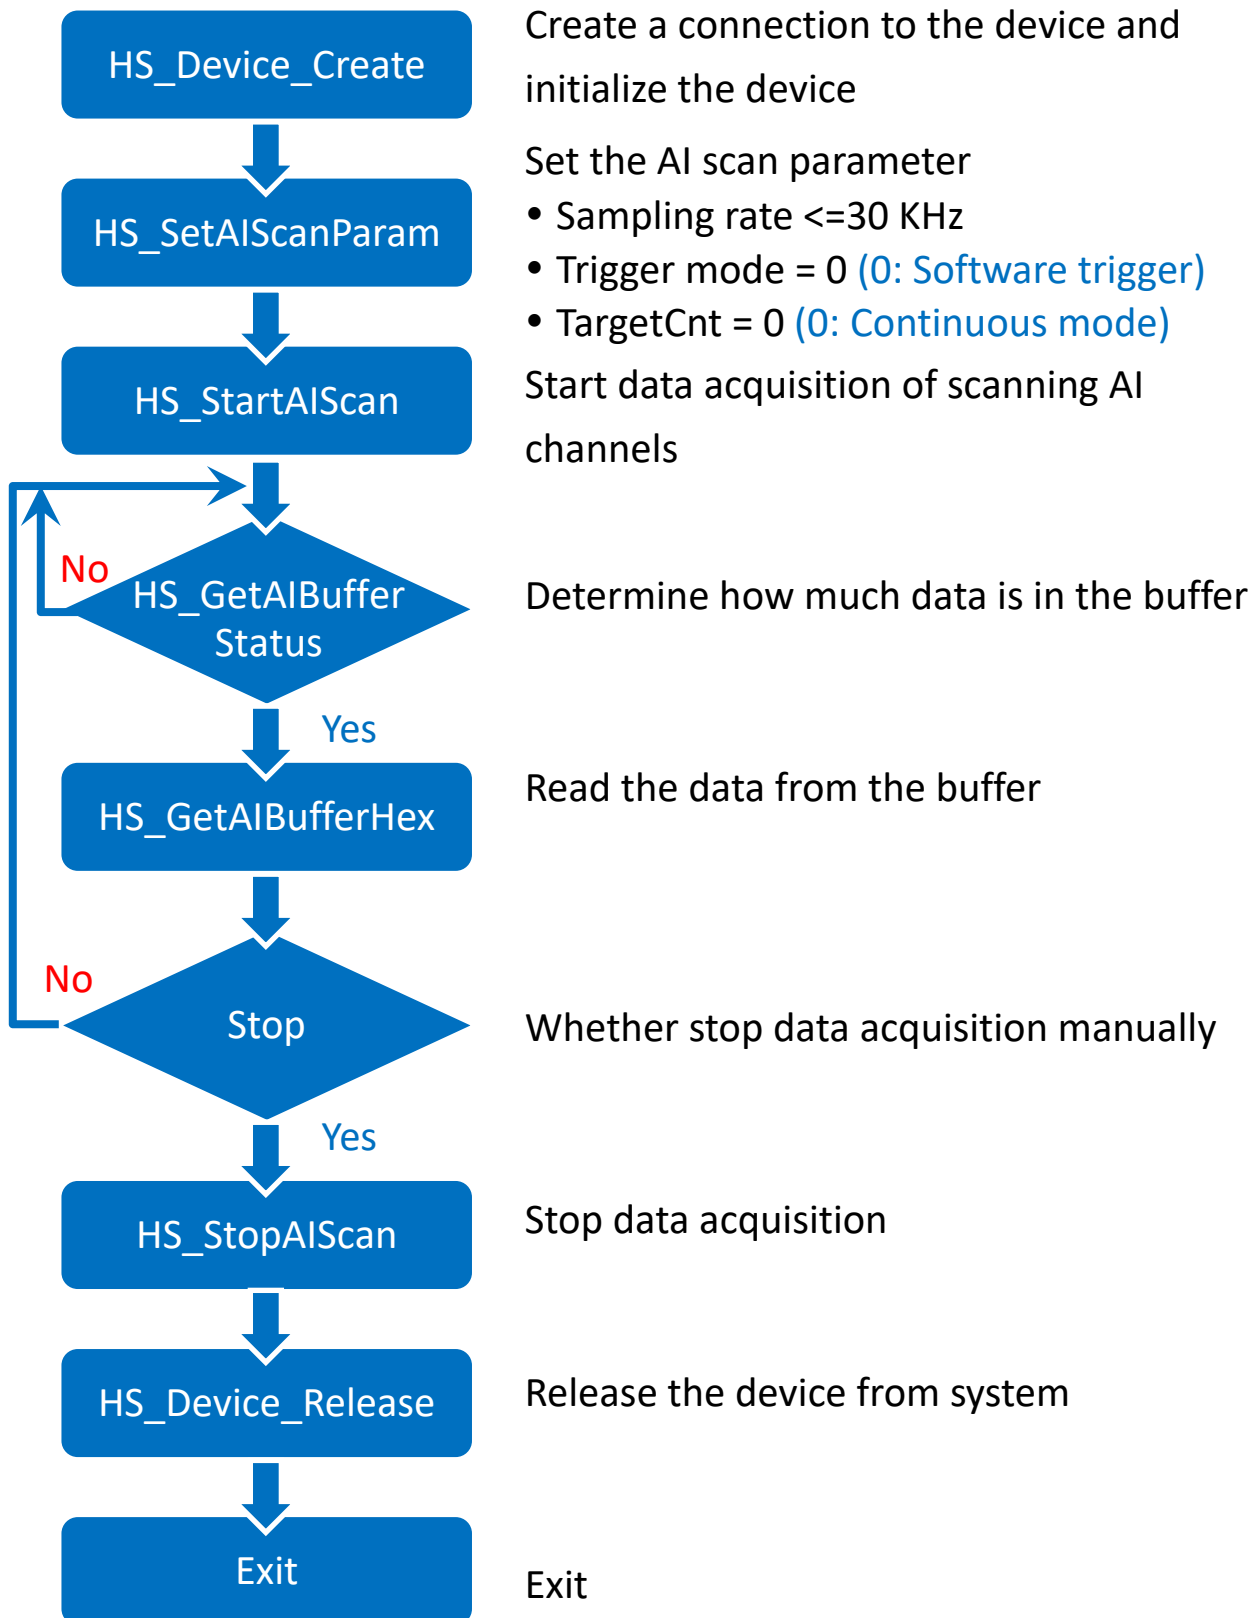 HS_Device_Create
Create a connection to the device and
initialize the device
HS_SetAIScanParam
Set the AI scan parameter
• Sampling rate <=30 KHz
• Trigger mode = 0 (0: Software trigger)
• TargetCnt = 0 (0: Continuous mode)
HS_StartAIScan
Start data acquisition of scanning AI
channels
No
HS_GetAIBuffer
Status
Determine how much data is in the buffer
Yes
HS_GetAIBufferHex
Read the data from the buffer
No
Stop
Whether stop data acquisition manually
Yes
HS_StopAIScan
Stop data acquisition
HS_Device_Release
Release the device from system
Exit
Exit